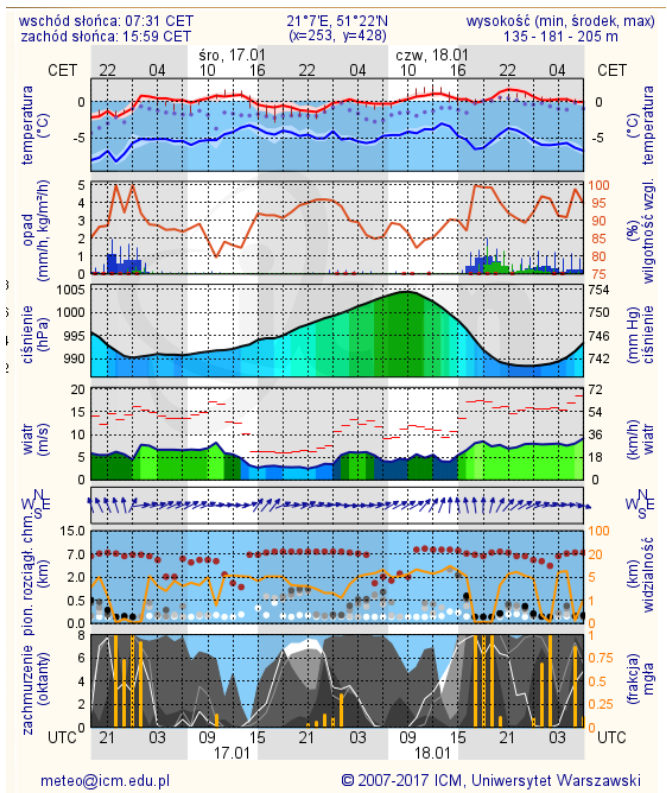 wschód słońca: 07:31 CET 21°7'E, 51°22'N wysokość (min, środek, max)
zachód słońca: 15:59 CET (x=253, y=428) 135 - 181 - 205 m
śro, 17.01 czw, 18.01
CET 22 04 10 16 22 04 10 16 22 04 CET
temperatura (°C)
0
-5
temperatura (°C)
0
-5
opad (mm/h, kg/m²/h)
5
4
3
2
1
0
wilgotność wzgl. (%)
100
95
90
85
80
75
ciśnienie (hPa)
1005
1000
995
990
ciśnienie (mm Hg)
754
750
746
742
wiatr (m/s)
20
15
10
5
0
wiatr (km/h)
72
54
36
18
0
N
W E
S
N
W E
S
pion. rozciągł. chm (km)
15.0
7.0
2.0
0.5
0.0
widzialność (km)
100
20
5
1
0
zachmurzenie (oktanty)
8
6
4
2
0
mgła (frakcja)
1
0.75
0.5
0.25
0
UTC 21 03 09 15 21 03 09 15 21 03 UTC
17.01 18.01
meteo@icm.edu.pl © 2007-2017 ICM, Uniwersytet Warszawski